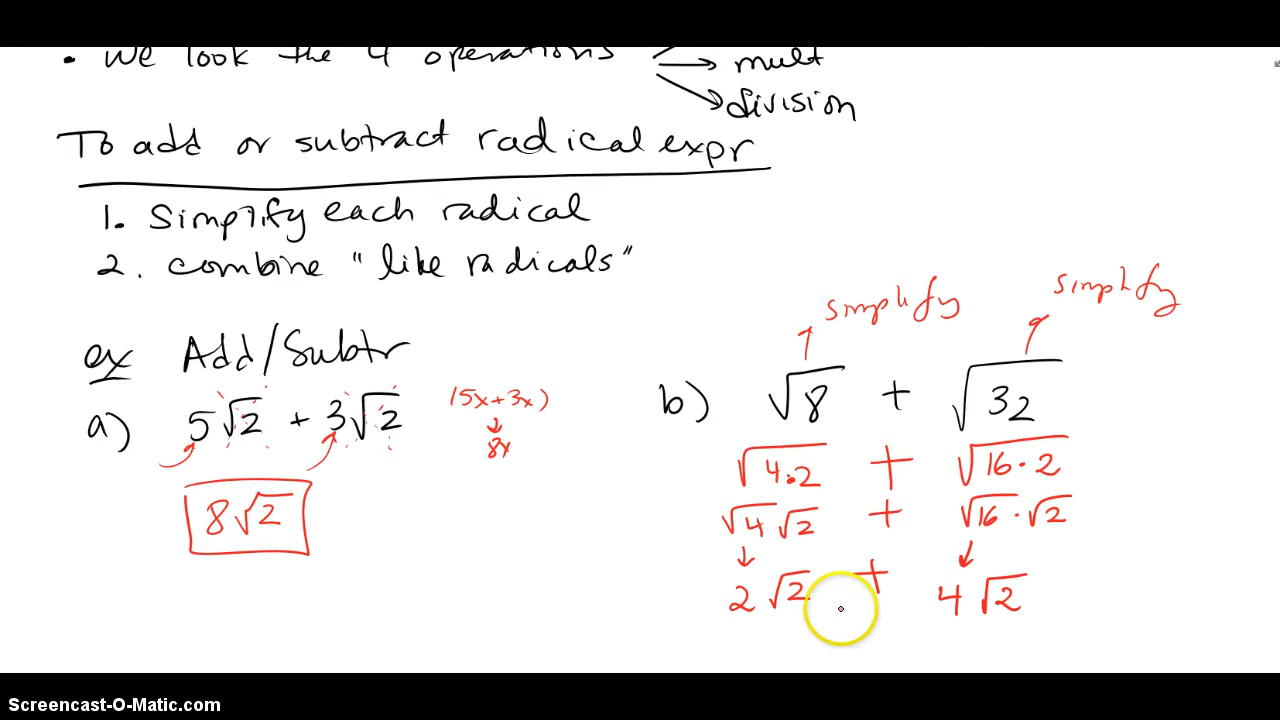 • We look the 4 operations → mult
→ division
To add or subtract radical expr
1. Simplify each radical
2. combine "like radicals"
ex Add/Subtr
a) 5√2 + 3√2 (5x+3x)
↓
8x
8√2
simplify simplify
b) √8 + √32
√4·2 + √16·2
√4 √2 + √16 · √2
↓ ↓
2 √2 + 4 √2
Screencast-O-Matic.com